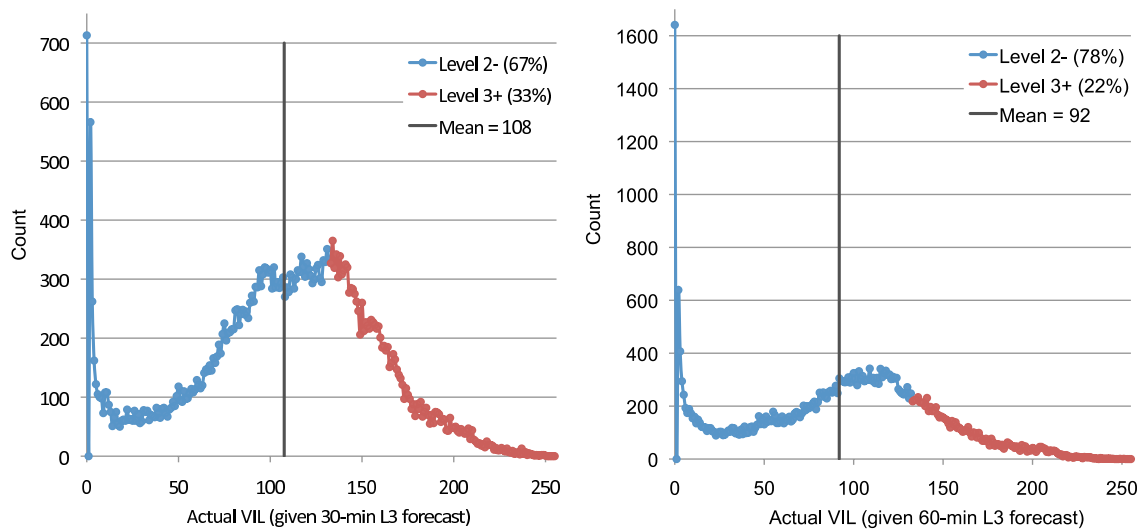 700
600
500
400
300
200
100
0
Count
0 50 100 150 200 250
Actual VIL (given 30-min L3 forecast)
Level 2- (67%)
Level 3+ (33%)
Mean = 108
1600
1400
1200
1000
800
600
400
200
0
Count
0 50 100 150 200 250
Actual VIL (given 60-min L3 forecast)
Level 2- (78%)
Level 3+ (22%)
Mean = 92